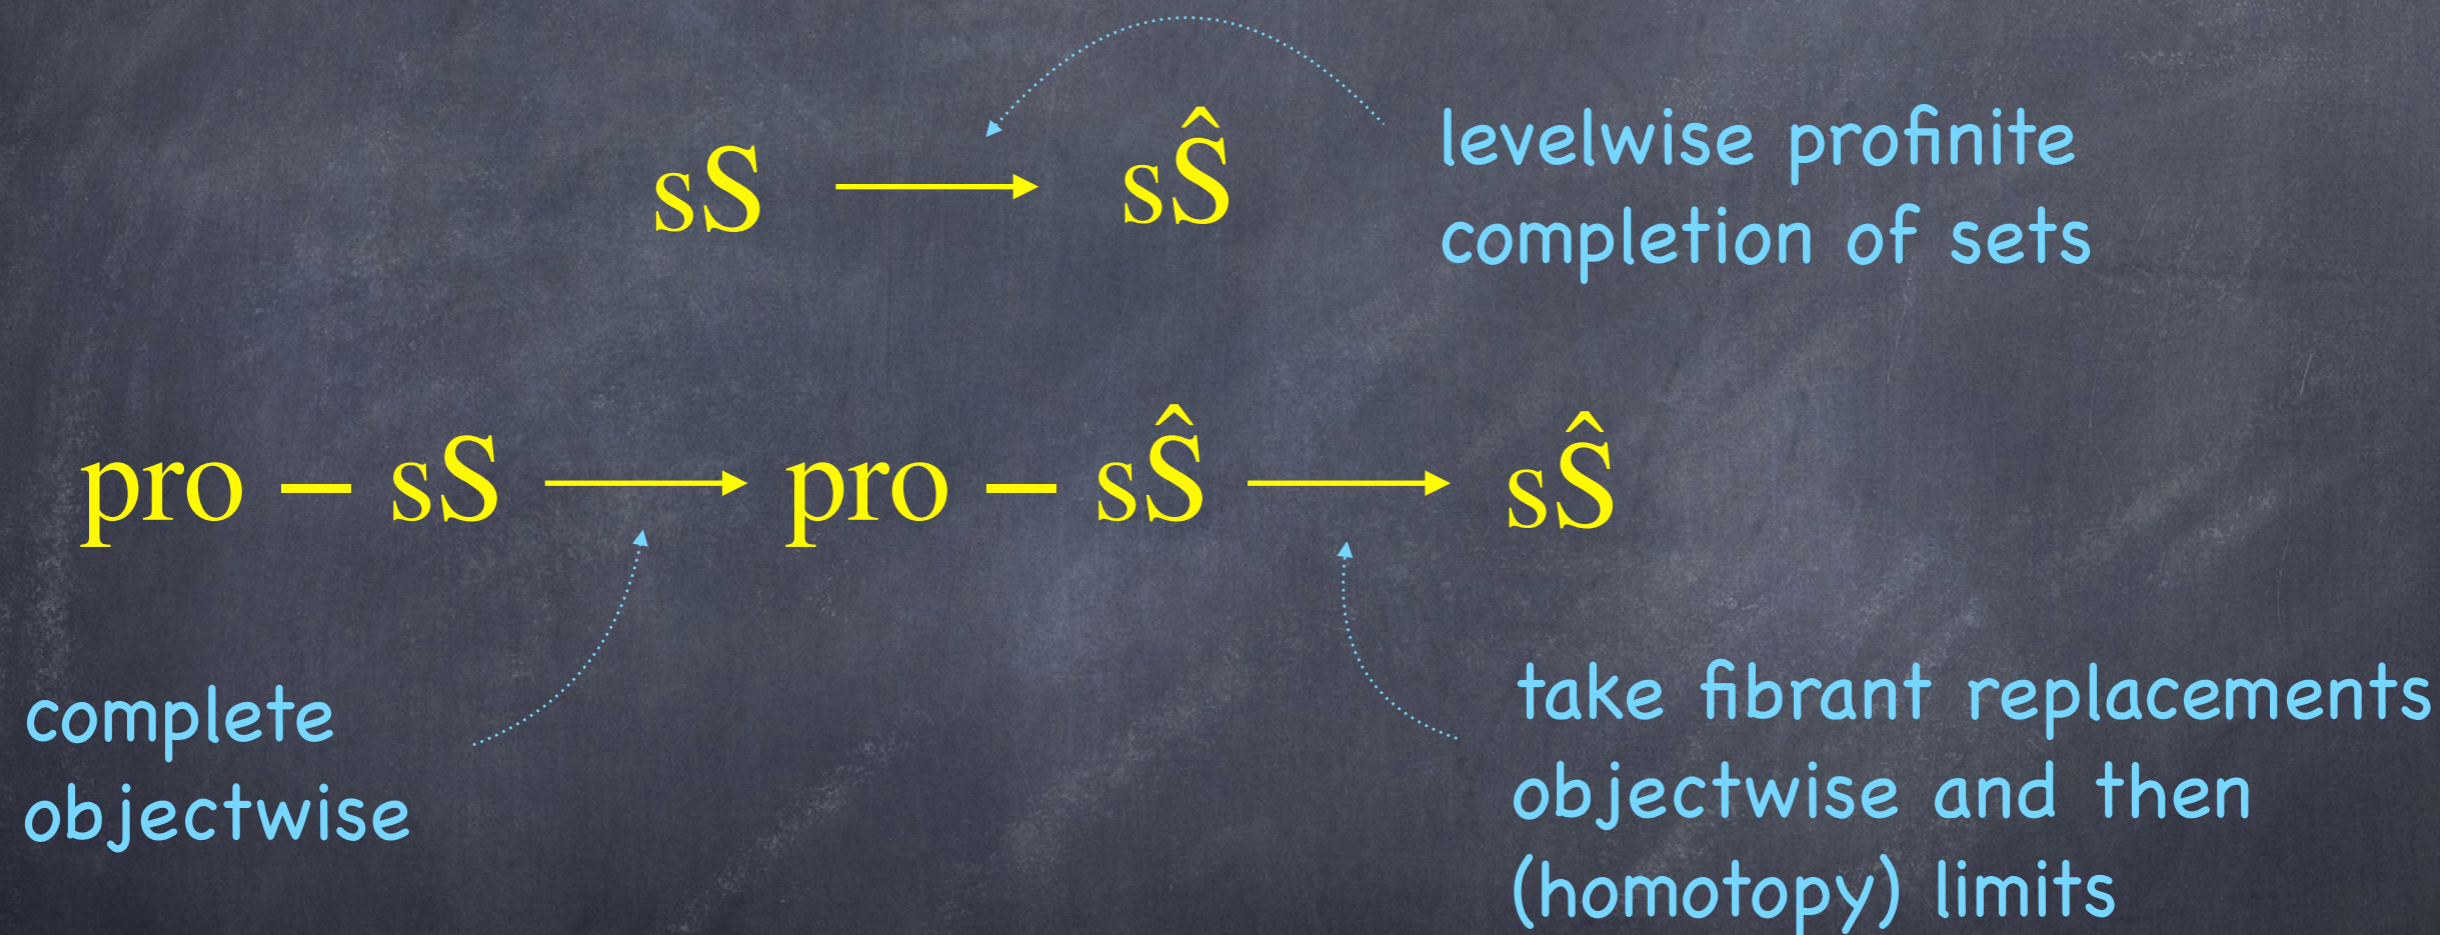 sS ⟶ sŜ
levelwise profinite
completion of sets
pro – sS ⟶ pro – sŜ ⟶ sŜ
complete
objectwise
take fibrant replacements
objectwise and then
(homotopy) limits